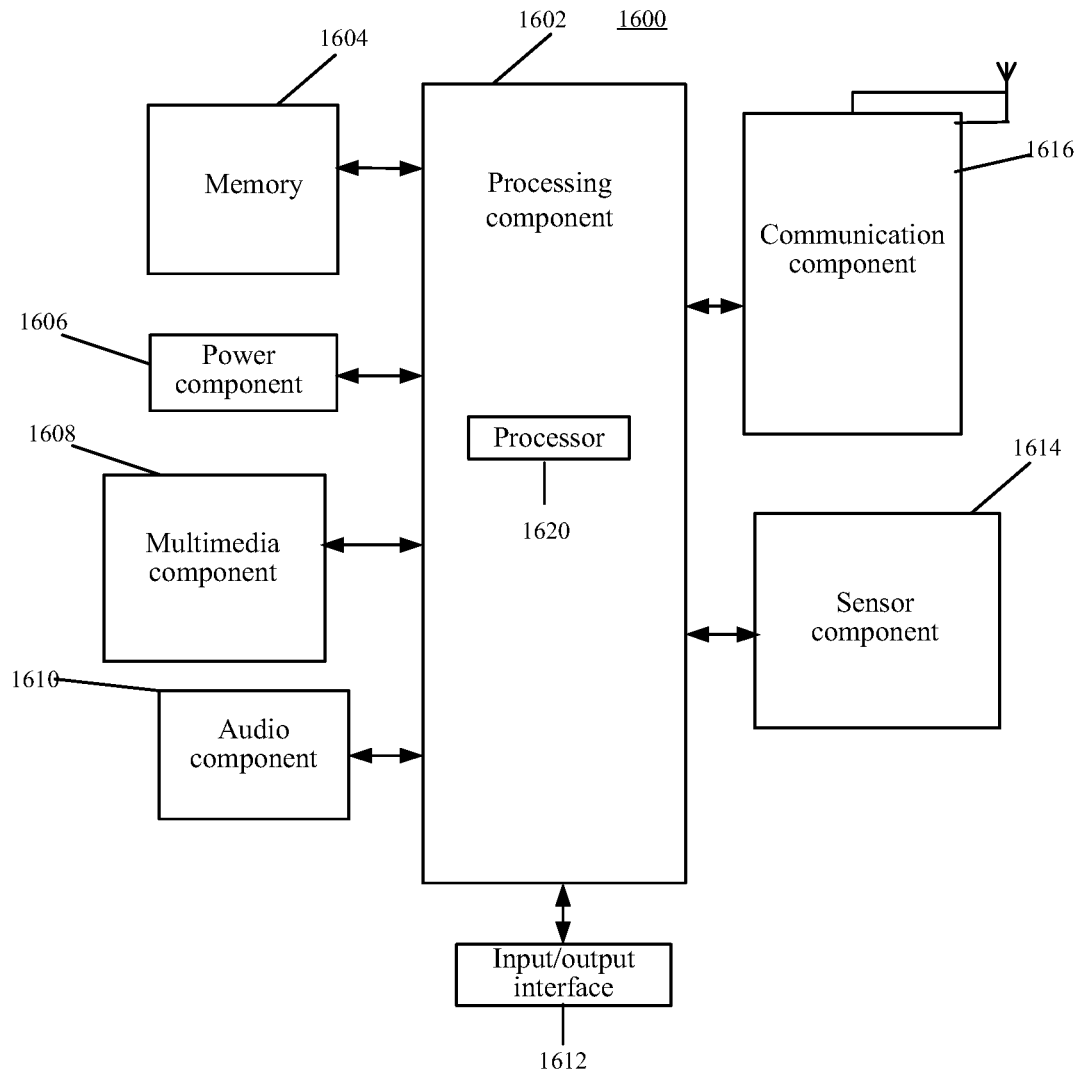 1602
1600
1604
Memory
Processing
component
1616
Communication
component
1606
Power
component
Processor
1620
1608
Multimedia
component
1614
Sensor
component
1610
Audio
component
Input/output
interface
1612